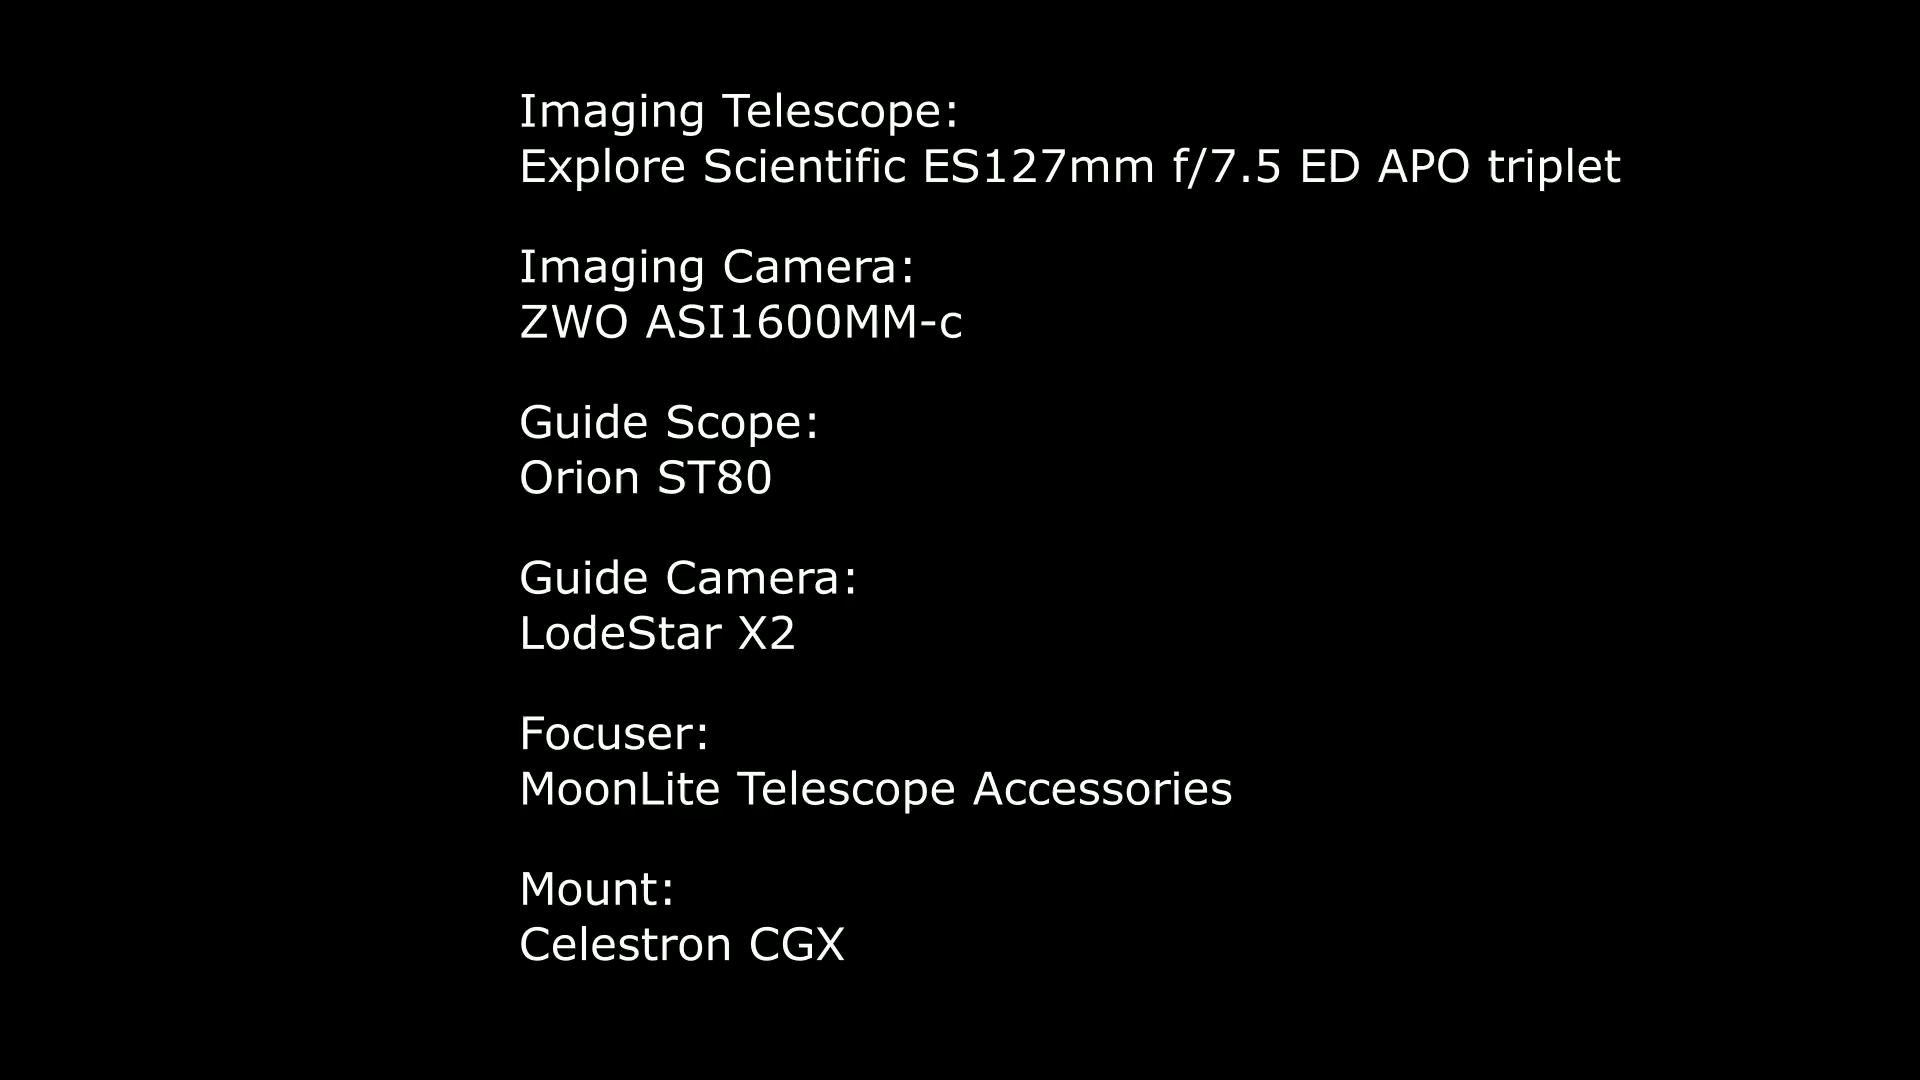 Imaging Telescope:
Explore Scientific ES127mm f/7.5 ED APO triplet
Imaging Camera:
ZWO ASI1600MM-c
Guide Scope:
Orion ST80
Guide Camera:
LodeStar X2
Focuser:
MoonLite Telescope Accessories
Mount:
Celestron CGX